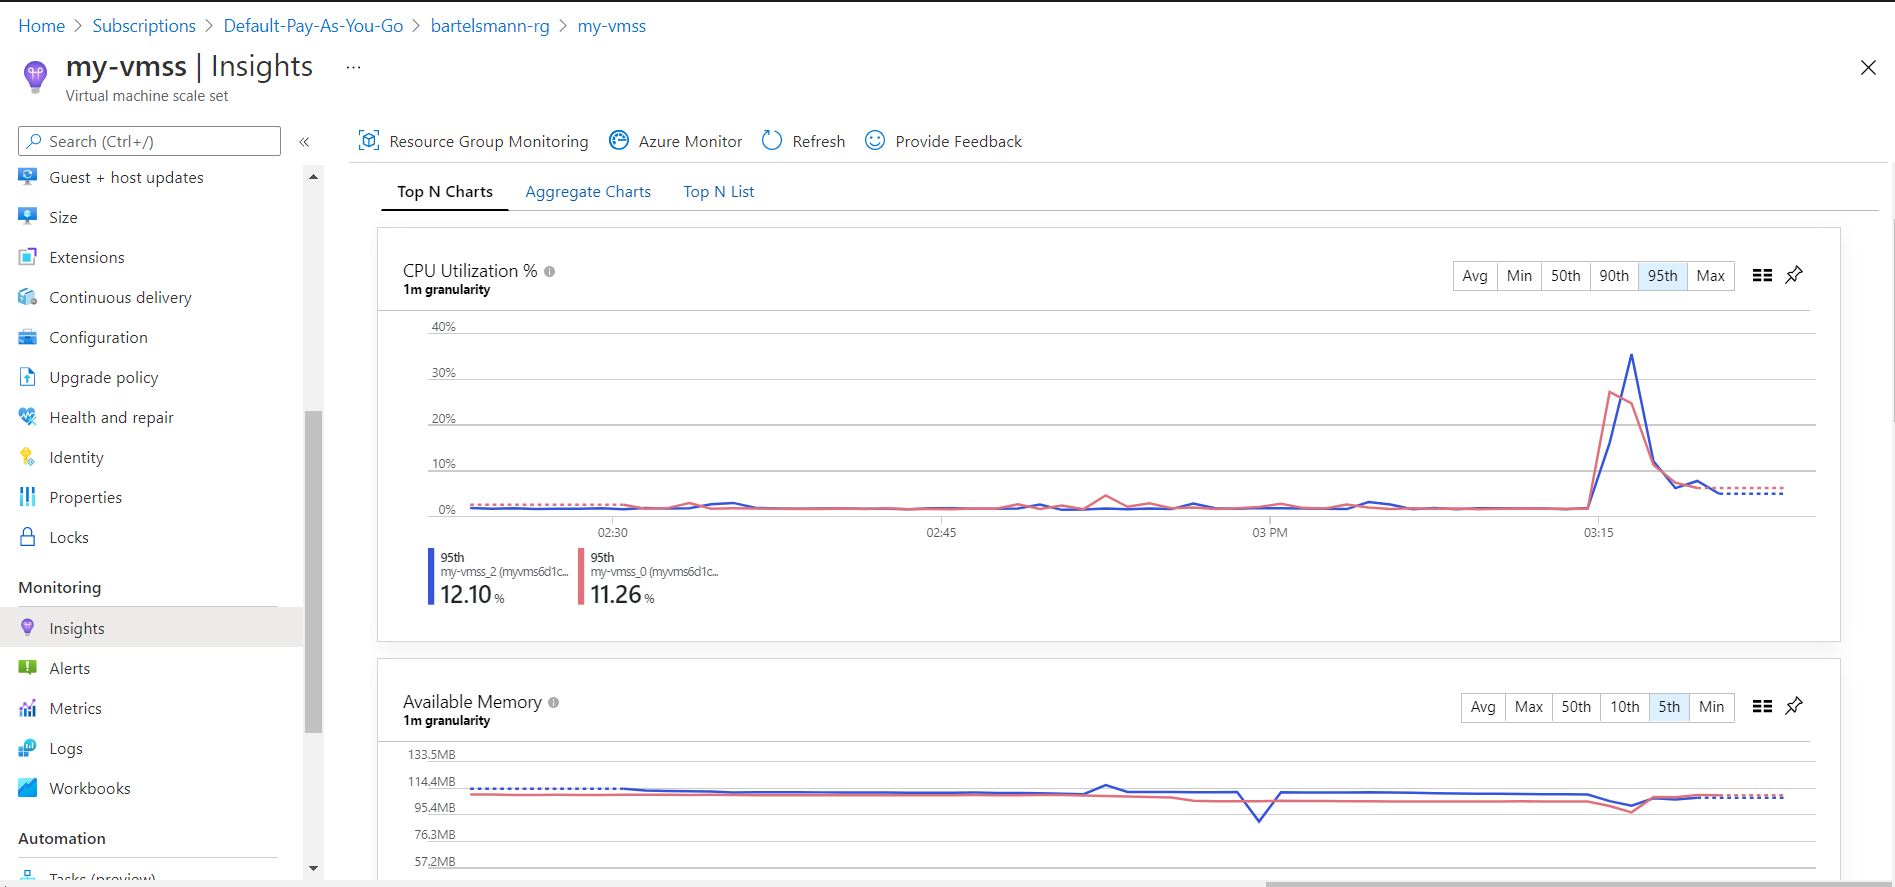 Home > Subscriptions > Default-Pay-As-You-Go > bartelsmann-rg > my-vmss
my-vmss | Insights ...
Virtual machine scale set
Search (Ctrl+/) «
Guest + host updates
Size
Extensions
Continuous delivery
Configuration
Upgrade policy
Health and repair
Identity
Properties
Locks
Monitoring
Insights
Alerts
Metrics
Logs
Workbooks
Automation
Tasks (preview)
Resource Group Monitoring Azure Monitor Refresh Provide Feedback
Top N Charts Aggregate Charts Top N List
CPU Utilization %
1m granularity
Avg Min 50th 90th 95th Max
40%
30%
20%
10%
0%
02:30 02:45 03 PM 03:15
95th
my-vmss_2 (myvms6d1c...
12.10 %
95th
my-vmss_0 (myvms6d1c...
11.26 %
Available Memory
1m granularity
Avg Max 50th 10th 5th Min
133.5MB
114.4MB
95.4MB
76.3MB
57.2MB